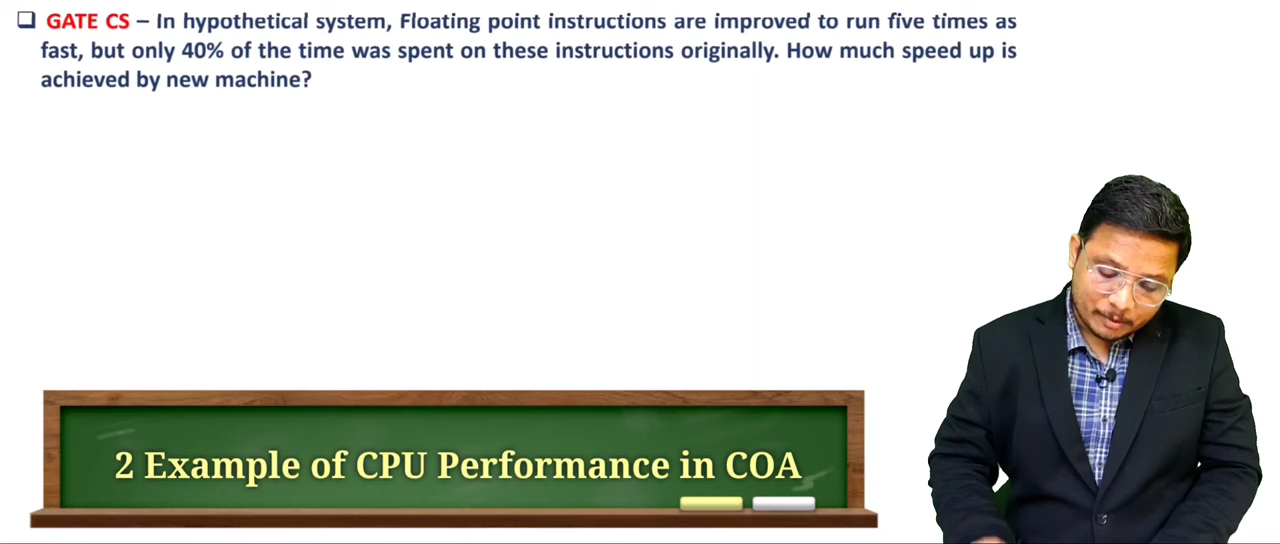 ❑ GATE CS – In hypothetical system, Floating point instructions are improved to run five times as
fast, but only 40% of the time was spent on these instructions originally. How much speed up is
achieved by new machine?
2 Example of CPU Performance in COA